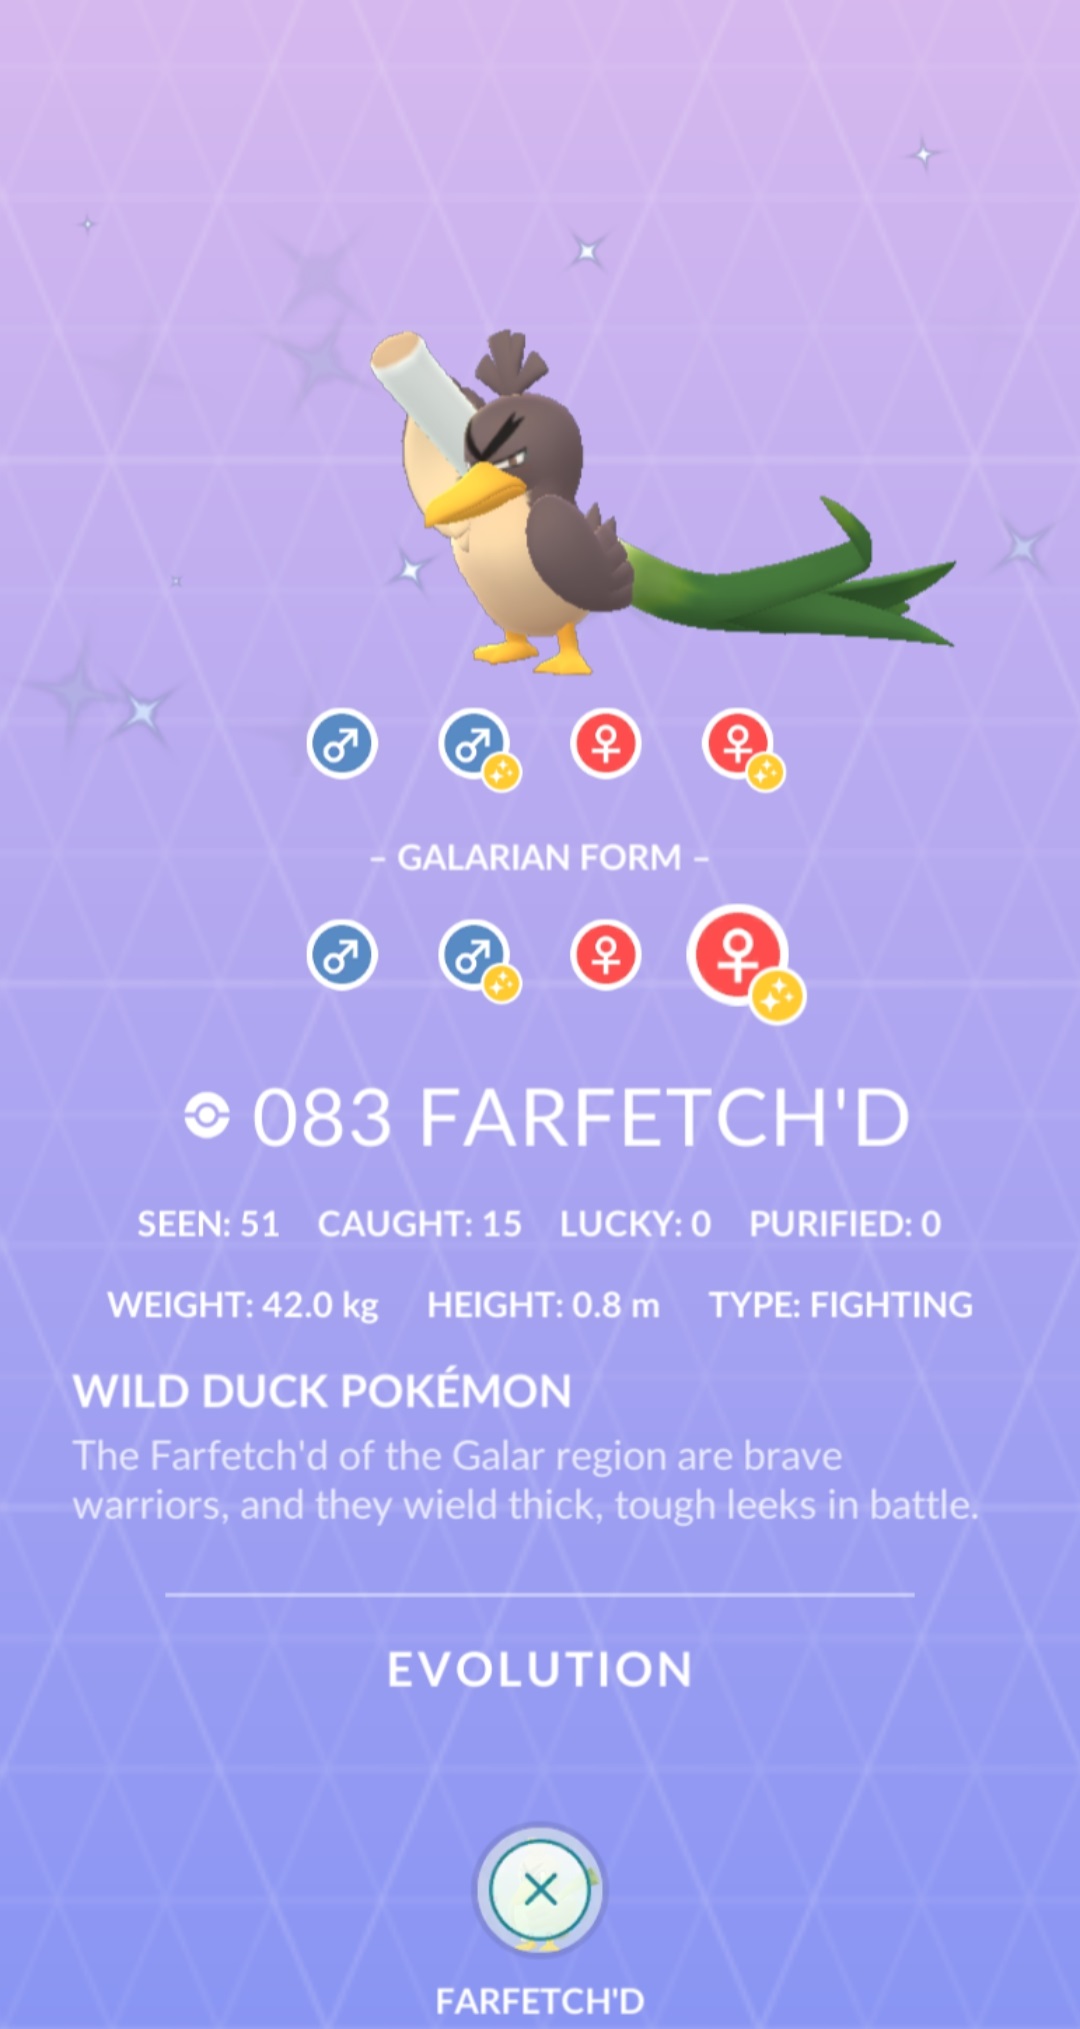 – GALARIAN FORM –
083 FARFETCH'D
SEEN: 51 CAUGHT: 15 LUCKY: 0 PURIFIED: 0
WEIGHT: 42.0 kg HEIGHT: 0.8 m TYPE: FIGHTING
WILD DUCK POKÉMON
The Farfetch'd of the Galar region are brave
warriors, and they wield thick, tough leeks in battle.
EVOLUTION
FARFETCH'D